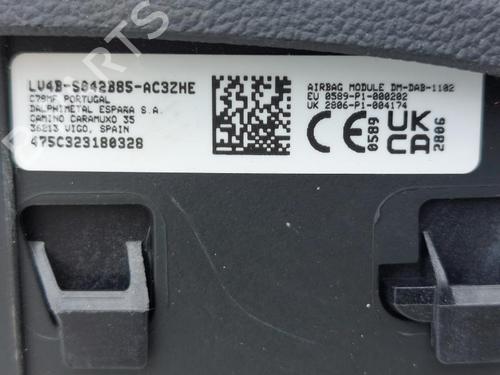 LV4B-S042B85-AC3ZHE
C79MF PORTUGAL
DALPHIMETAL ESPAÑA S.A.
CAMINO CARAMUXO 35
36213 VIGO, SPAIN
475C323180328
AIRBAG MODULE DM-DAB-1102
EU 0589-P1-000202
UK 2806-P1-004174
CE 0589
UK CA 2806